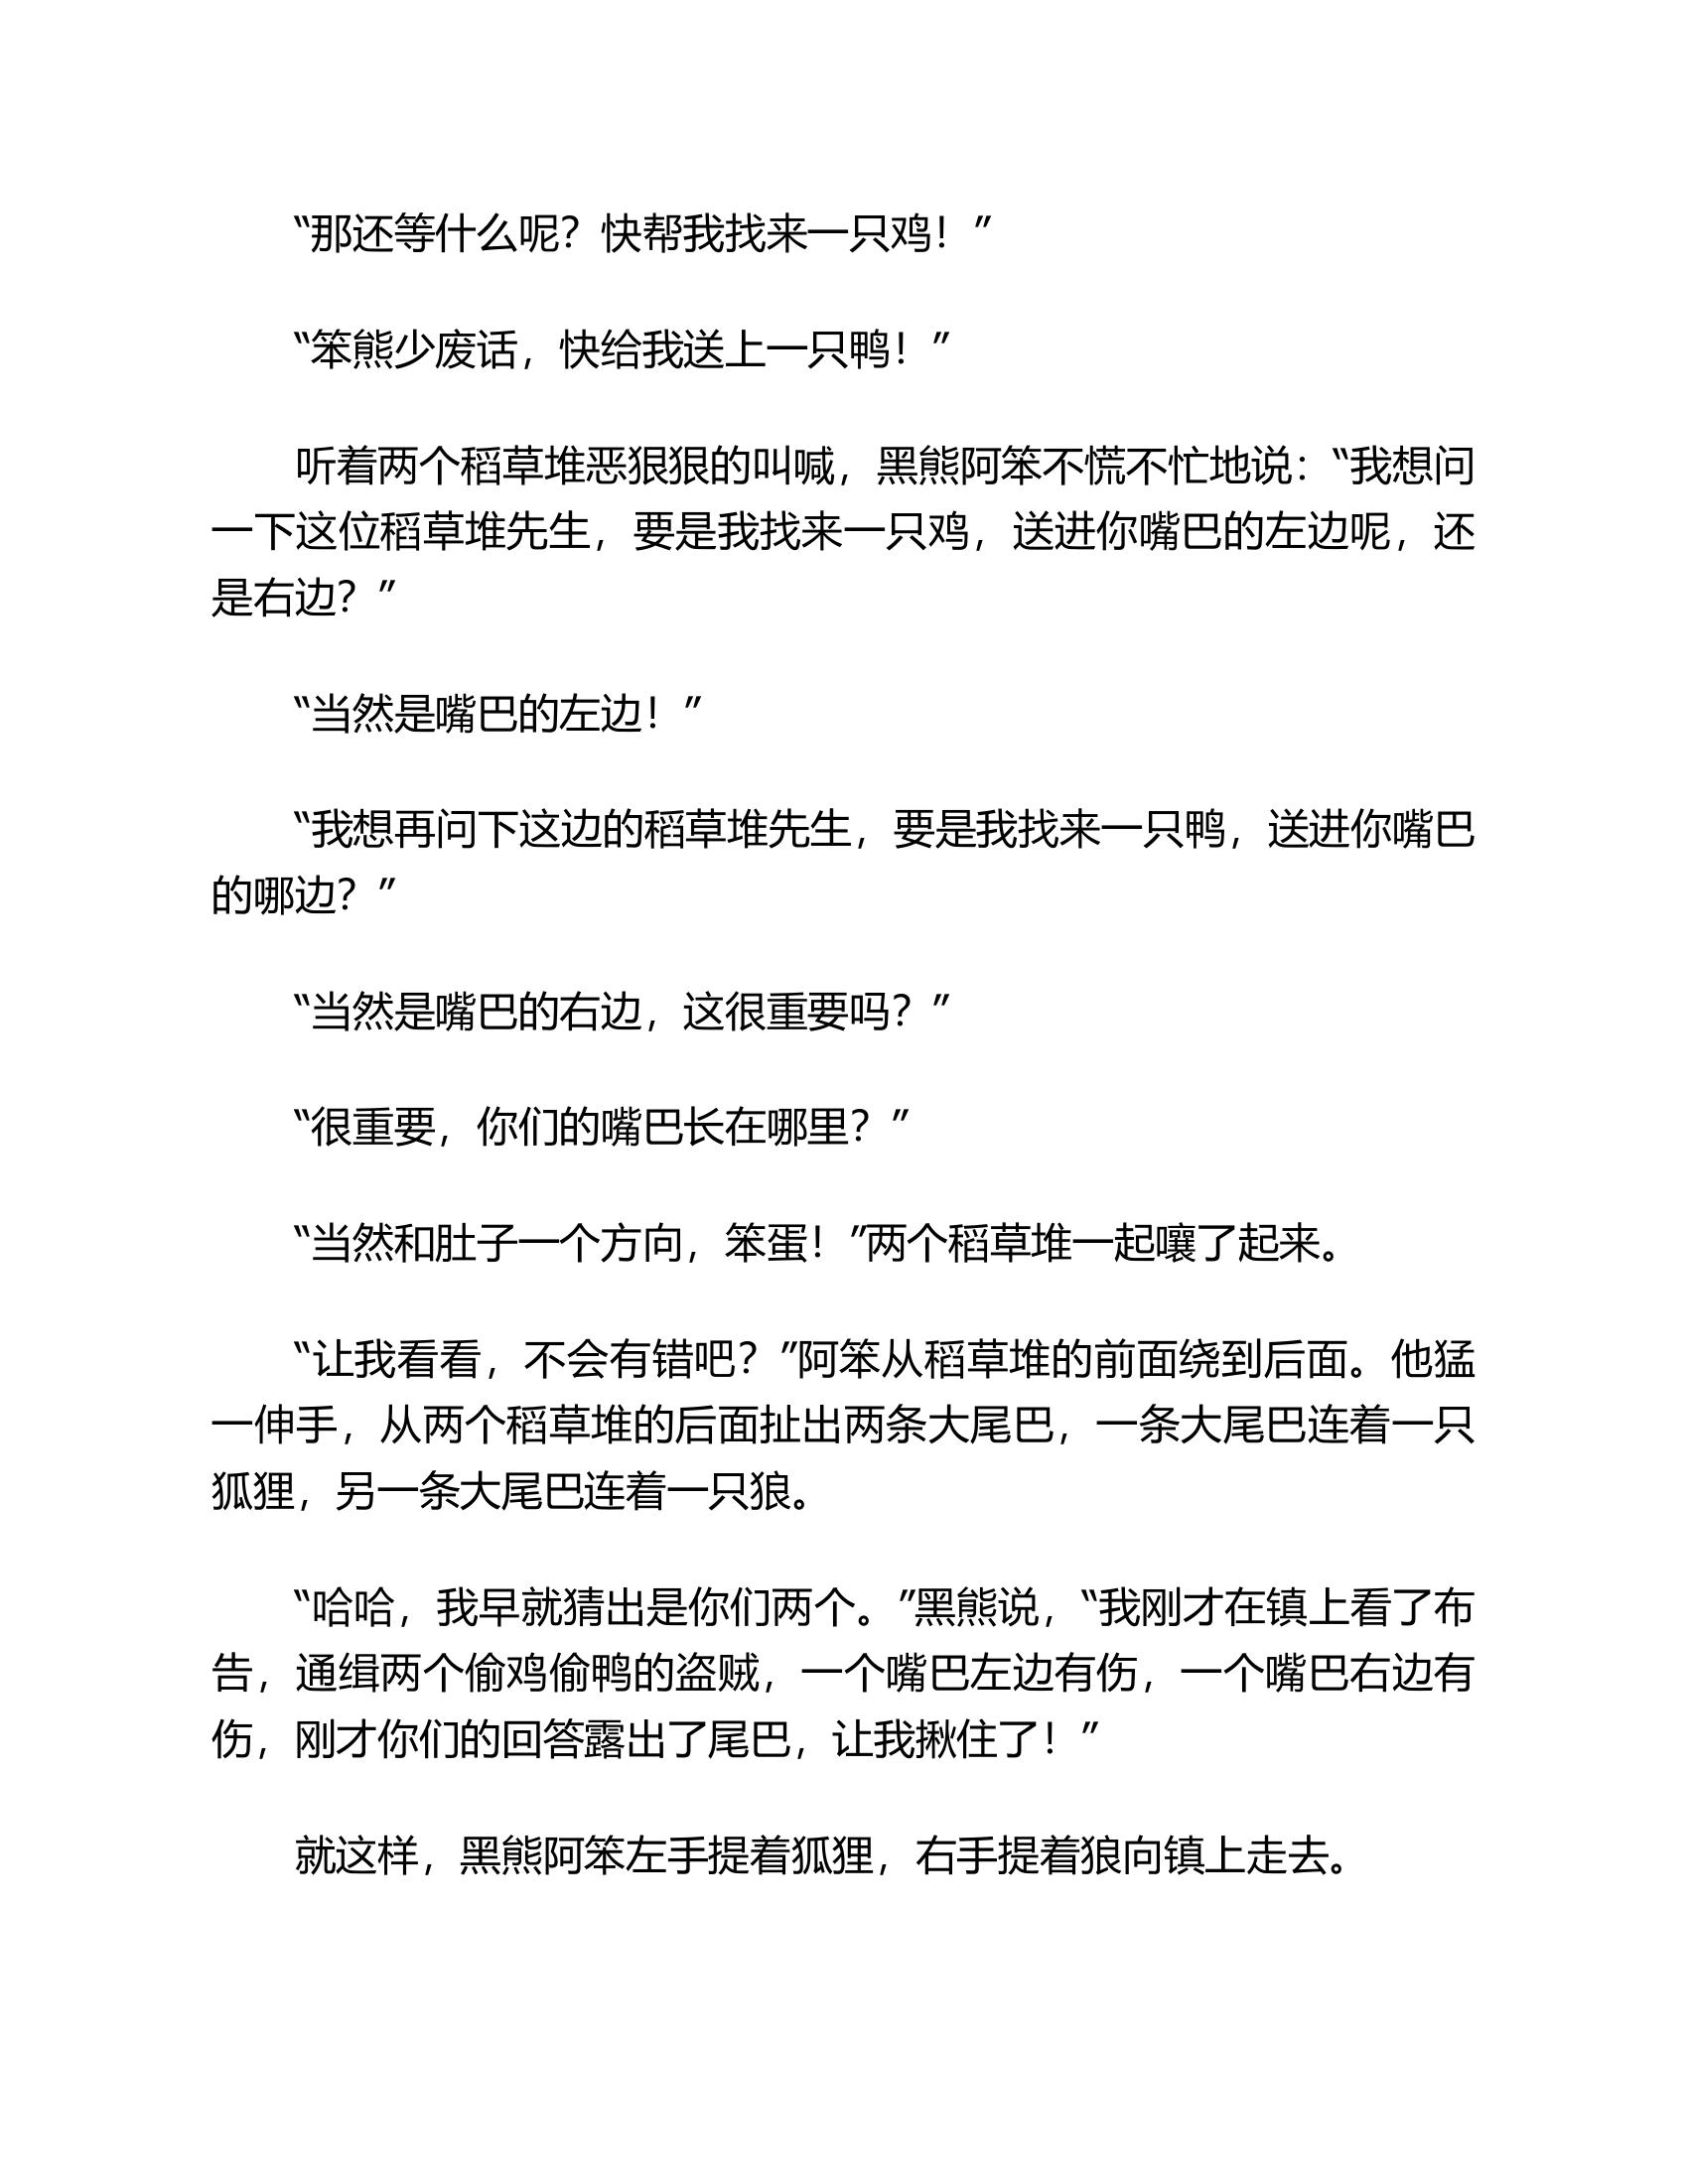 “那还等什么呢？快帮我找来一只鸡！”
“笨熊少废话，快给我送上一只鸭！”
听着两个稻草堆恶狠狠的叫喊，黑熊阿笨不慌不忙地说：“我想问
一下这位稻草堆先生，要是我找来一只鸡，送进你嘴巴的左边呢，还
是右边？”
“当然是嘴巴的左边！”
“我想再问下这边的稻草堆先生，要是我找来一只鸭，送进你嘴巴
的哪边？”
“当然是嘴巴的右边，这很重要吗？”
“很重要，你们的嘴巴长在哪里？”
“当然和肚子一个方向，笨蛋！”两个稻草堆一起嚷了起来。
“让我看看，不会有错吧？”阿笨从稻草堆的前面绕到后面。他猛
一伸手，从两个稻草堆的后面扯出两条大尾巴，一条大尾巴连着一只
狐狸，另一条大尾巴连着一只狼。
“哈哈，我早就猜出是你们两个。”黑熊说，“我刚才在镇上看了布
告，通缉两个偷鸡偷鸭的盗贼，一个嘴巴左边有伤，一个嘴巴右边有
伤，刚才你们的回答露出了尾巴，让我揪住了！”
就这样，黑熊阿笨左手提着狐狸，右手提着狼向镇上走去。